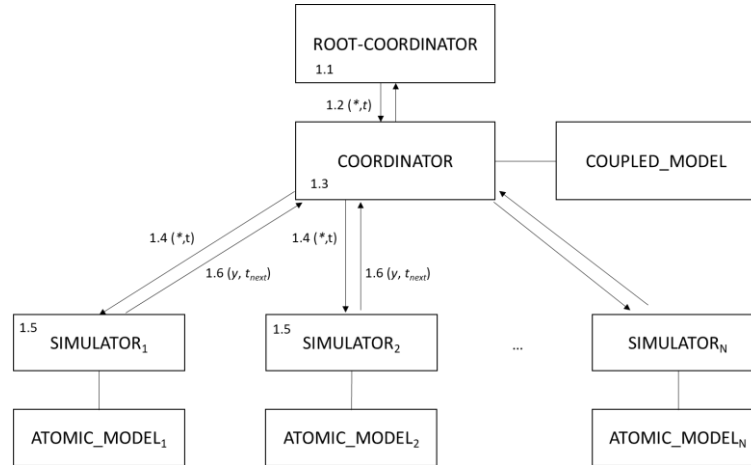 ROOT-COORDINATOR
1.1
1.2 (*,t)
COORDINATOR
1.3
COUPLED_MODEL
1.4 (*,t)
1.4 (*,t)
1.6 (y, tnext)
1.6 (y, tnext)
1.5
SIMULATOR1
1.5
SIMULATOR2
...
SIMULATORN
ATOMIC_MODEL1
ATOMIC_MODEL2
ATOMIC_MODELN